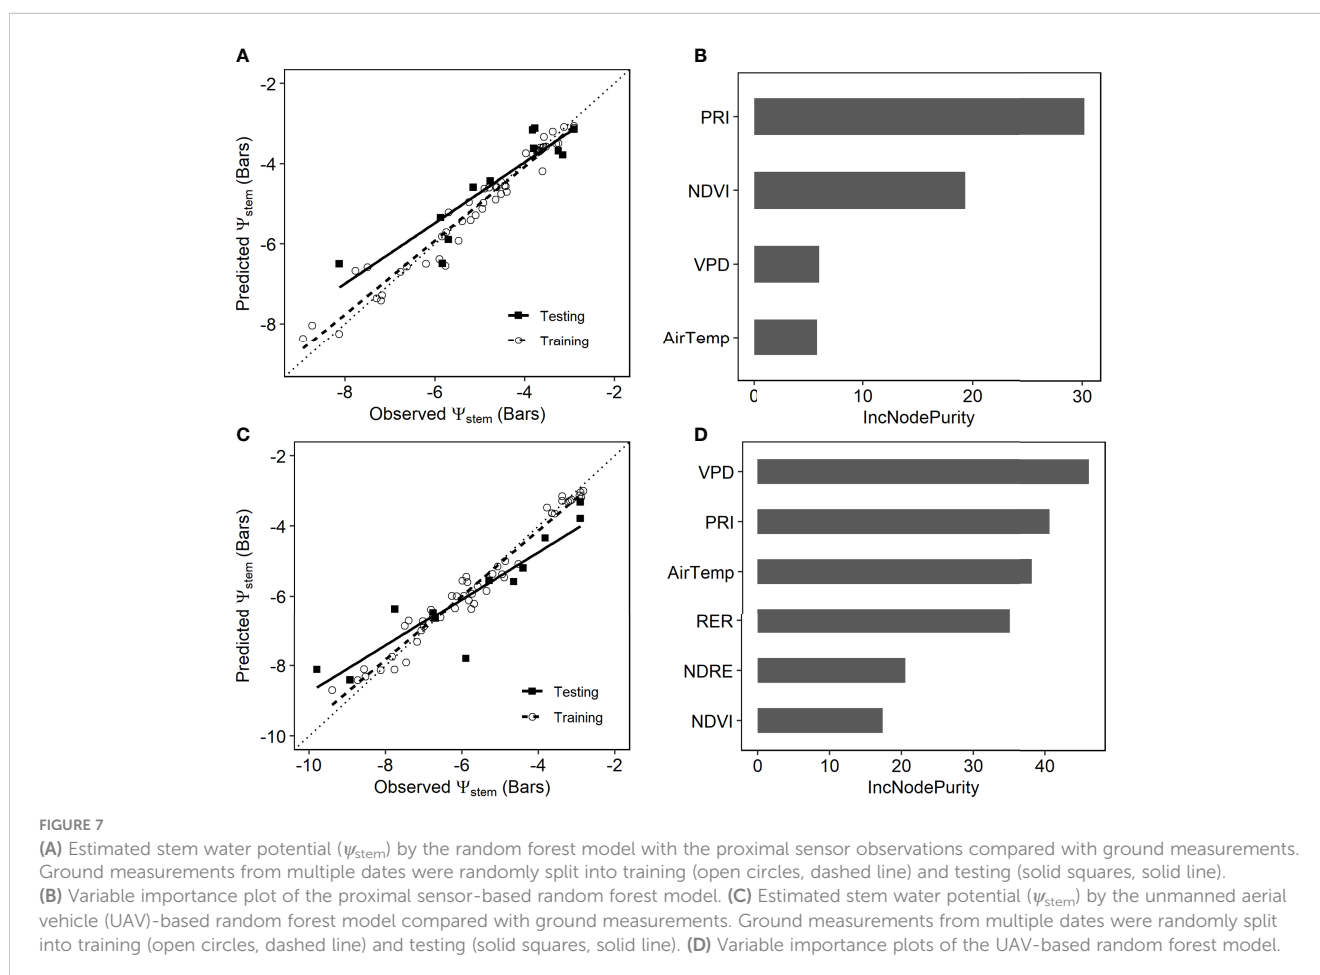 A
Predicted Ψstem (Bars)
-2
-4
-6
-8
Testing
Training
-8 -6 -4 -2
Observed Ψstem (Bars)
B
PRI
NDVI
VPD
AirTemp
0 10 20 30
IncNodePurity
C
Predicted Ψstem (Bars)
-2
-4
-6
-8
-10
Testing
Training
-10 -8 -6 -4 -2
Observed Ψstem (Bars)
D
VPD
PRI
AirTemp
RER
NDRE
NDVI
0 10 20 30 40
IncNodePurity
FIGURE 7
(A) Estimated stem water potential (ψstem) by the random forest model with the proximal sensor observations compared with ground measurements.
Ground measurements from multiple dates were randomly split into training (open circles, dashed line) and testing (solid squares, solid line).
(B) Variable importance plot of the proximal sensor-based random forest model. (C) Estimated stem water potential (ψstem) by the unmanned aerial
vehicle (UAV)-based random forest model compared with ground measurements. Ground measurements from multiple dates were randomly split
into training (open circles, dashed line) and testing (solid squares, solid line). (D) Variable importance plots of the UAV-based random forest model.